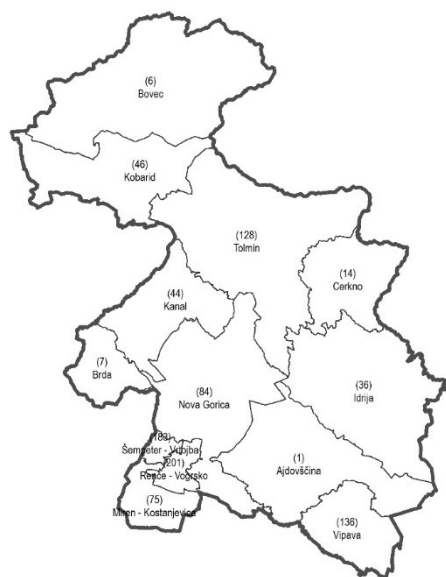 (6)
Bovec
(46)
Kobarid
(128)
Tolmin
(14)
Cerkno
(44)
Kanal
(7)
Brda
(84)
Nova Gorica
(36)
Idrija
(183)
Šempeter - Vrtojba
(201)
Renče - Vogrsko
(1)
Ajdovščina
(75)
Miren - Kostanjevica
(136)
Vipava